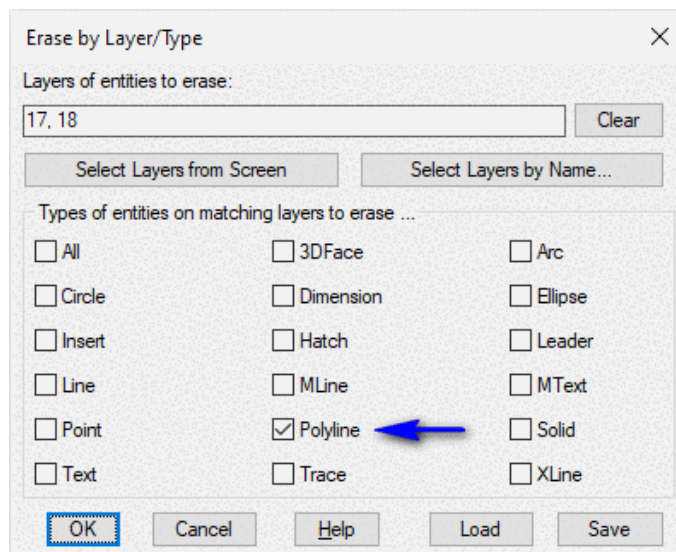 Erase by Layer/Type
Layers of entities to erase:
17, 18 Clear
Select Layers from Screen Select Layers by Name...
Types of entities on matching layers to erase ...
All 3DFace Arc
Circle Dimension Ellipse
Insert Hatch Leader
Line MLine MText
Point Polyline Solid
Text Trace XLine
OK Cancel Help Load Save